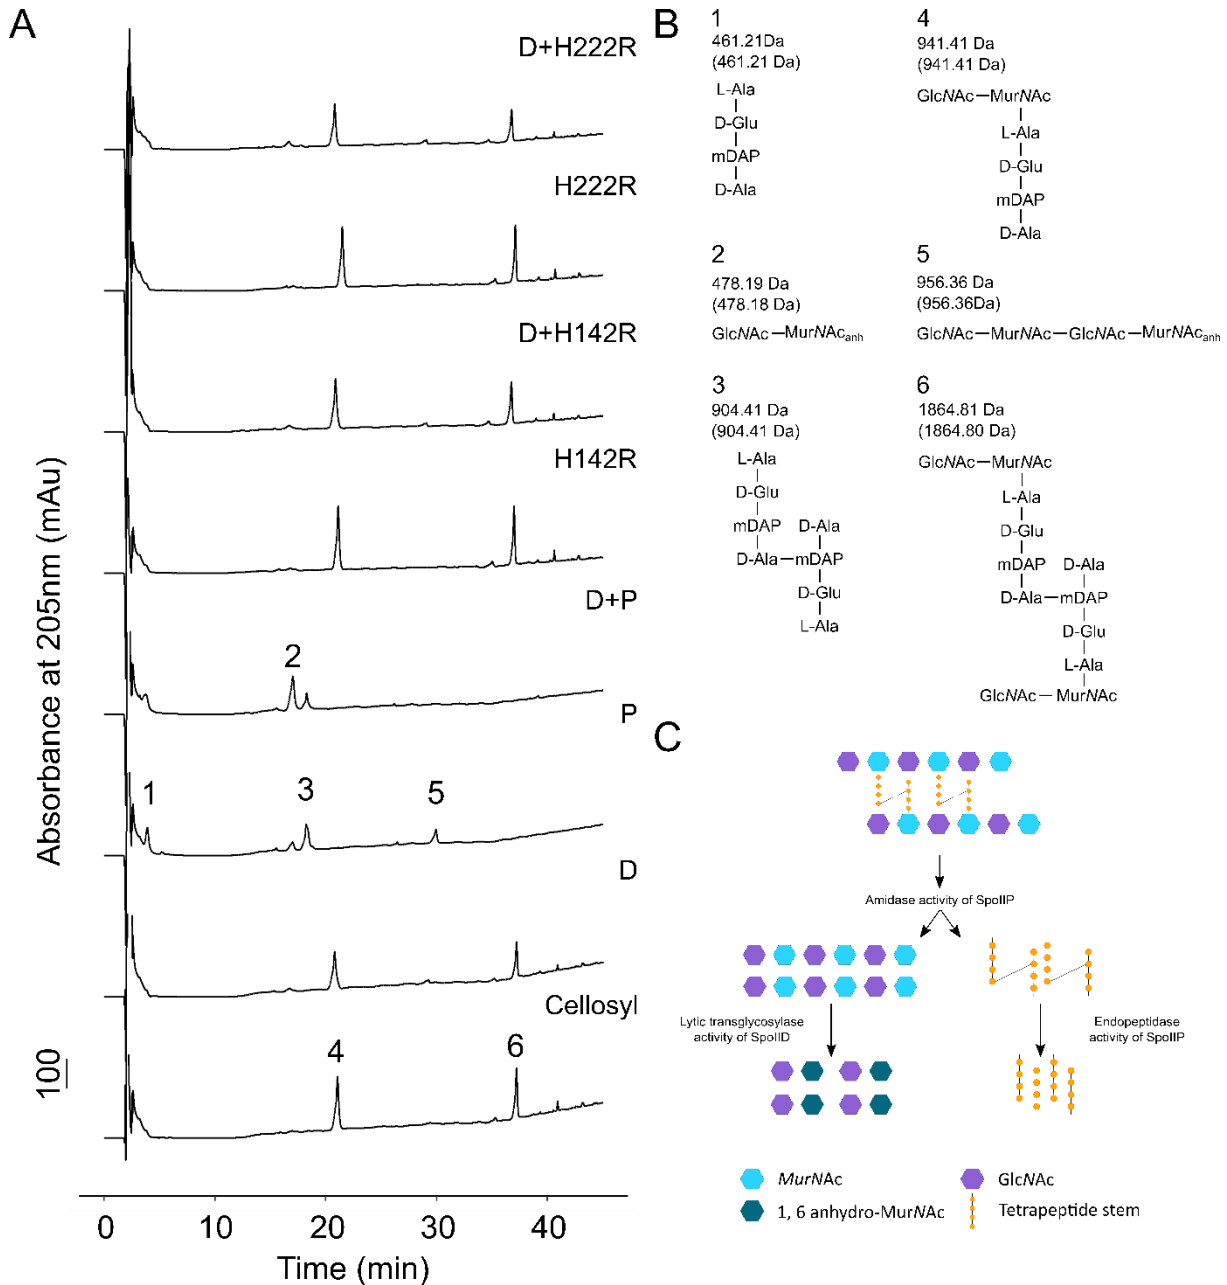 A
D+H222R
H222R
D+H142R
H142R
D+P
2
P
1
3
5
D
Cellosyl
4
6
100
Absorbance at 205nm (mAu)
0
10
20
30
40
Time (min)
B
1
461.21Da
(461.21 Da)
L-Ala
D-Glu
mDAP
D-Ala
4
941.41 Da
(941.41 Da)
GlcNAc MurNAc
L-Ala
D-Glu
mDAP
D-Ala
2
478.19 Da
(478.18 Da)
GlcNAc MurNAcanh
5
956.36 Da
(956.36Da)
GlcNAc MurNAc GlcNAc MurNAcanh
3
904.41 Da
(904.41 Da)
L-Ala
D-Glu
mDAP D-Ala
D-Ala mDAP
D-Glu
L-Ala
6
1864.81 Da
(1864.80 Da)
GlcNAc MurNAc
L-Ala
D-Glu
mDAP D-Ala
D-Ala mDAP
D-Glu
L-Ala
GlcNAc MurNAc
C
Amidase activity of SpoIIP
Lytic transglycosylase
activity of SpoIID
Endopeptidase
activity of SpoIIP
MurNAc
GlcNAc
1, 6 anhydro-MurNAc
Tetrapeptide stem